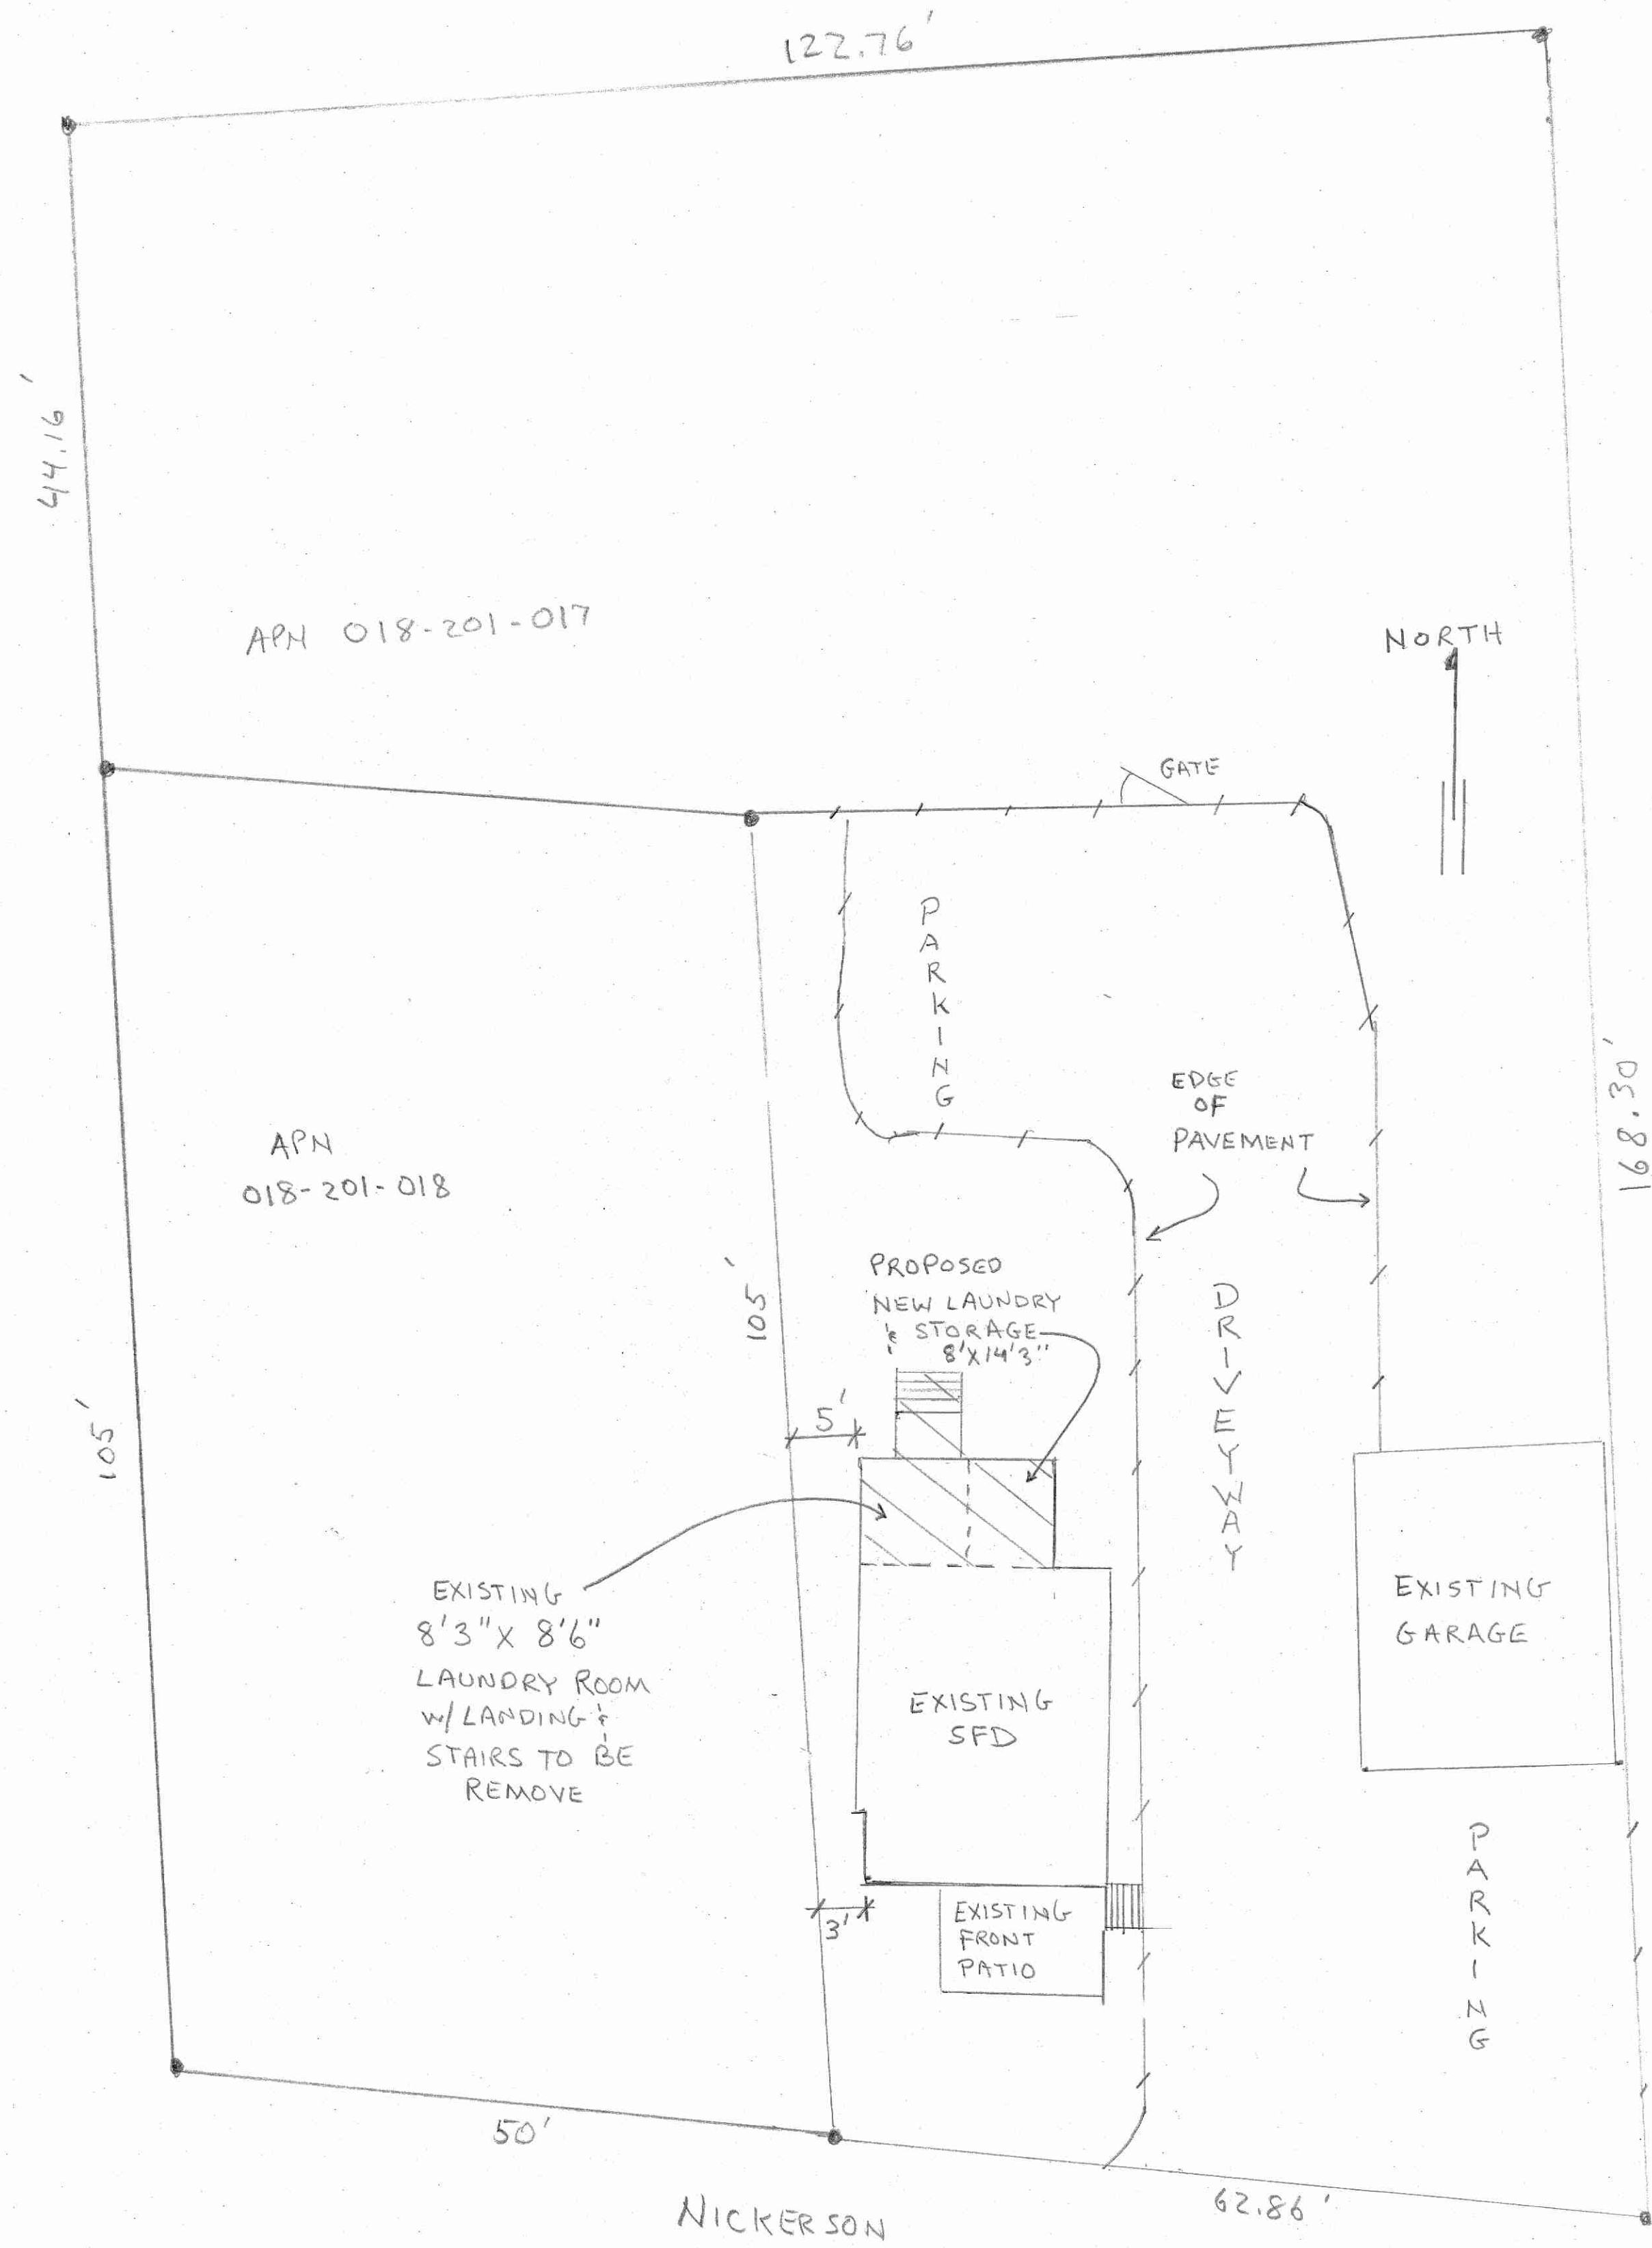 122.76'
44.16'
APN 018-201-017
NORTH
GATE
PARKING
EDGE
OF
PAVEMENT
168.30'
APN
018-201-018
105'
105'
PROPOSED
NEW LAUNDRY
& STORAGE
8'X14'3"
DRIVEWAY
5'
EXISTING
8'3" X 8'6"
LAUNDRY ROOM
W/LANDING &
STAIRS TO BE
REMOVE
EXISTING
GARAGE
EXISTING
SFD
PARKING
3'
EXISTING
FRONT
PATIO
50'
62.86'
NICKERSON